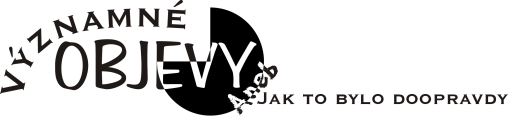 VÝZNAMNÉ
OBJEVY
Aneb
JAK TO BYLO DOOPRAVDY